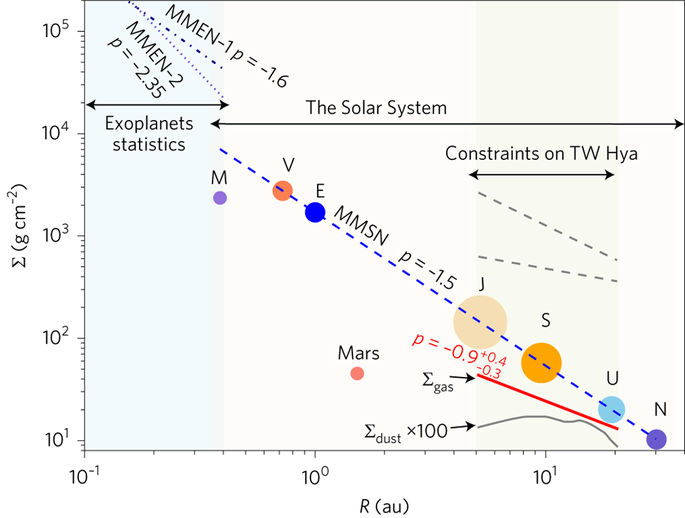 10⁵
10⁴
10³
10²
10¹
Σ (g cm⁻²)
MMEN-1 p = -1.6
MMEN-2
p = -2.35
Exoplanets
statistics
The Solar System
Constraints on TW Hya
M
V
E
MMSN p = -1.5
J
S
Mars
p = -0.9 +0.4 -0.3
Σgas
U
N
Σdust ×100
10⁻¹
10⁰
10¹
R (au)